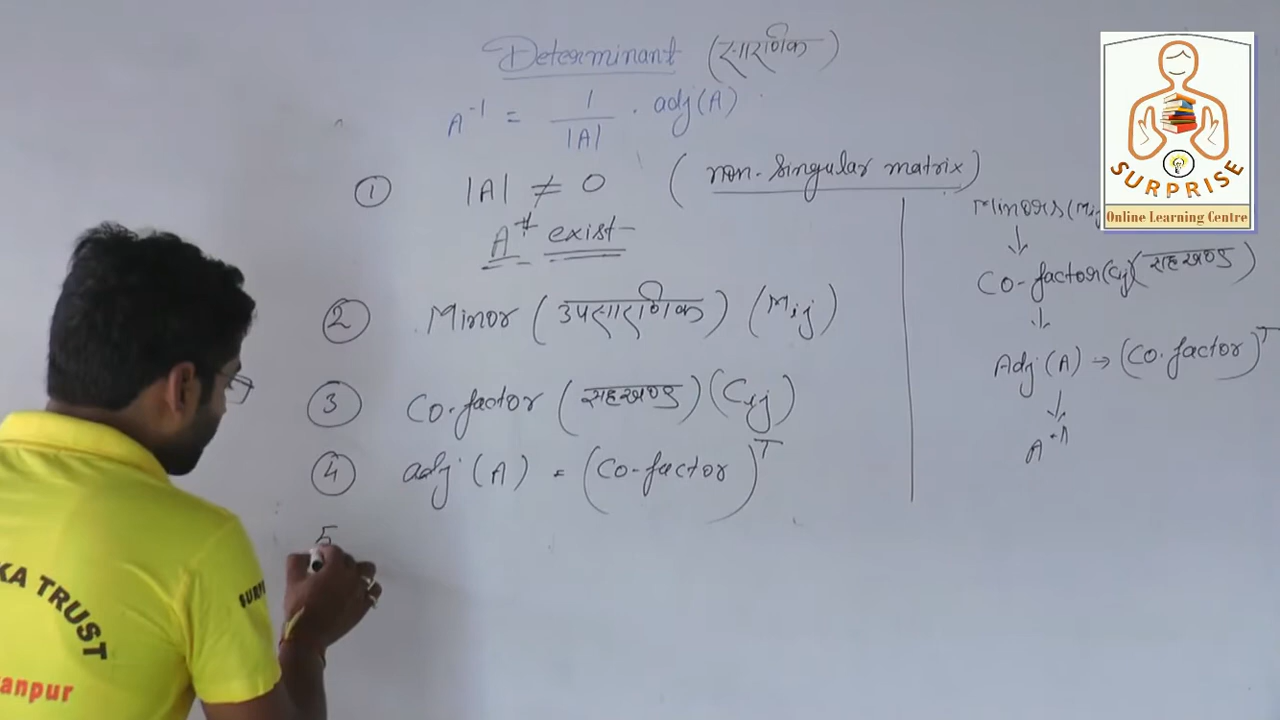 Determinant (सारणिक)
A⁻¹ = 1/|A| . adj(A)
① |A| ≠ 0 (non-singular matrix)
exist
② Minor (उपसारणिक) (Mij)
③ Co-factor (सहखण्ड) (Cij)
④ adj (A) = (Co-factor)ᵀ
5
Minors (Mij
↓
Co-factor (Cij) (सहखण्ड)
↓
Adj (A) → (Co-factor)ᵀ
↓
A⁻¹
SURPRISE
Online Learning Centre
KA TRUST
anpur
SURP